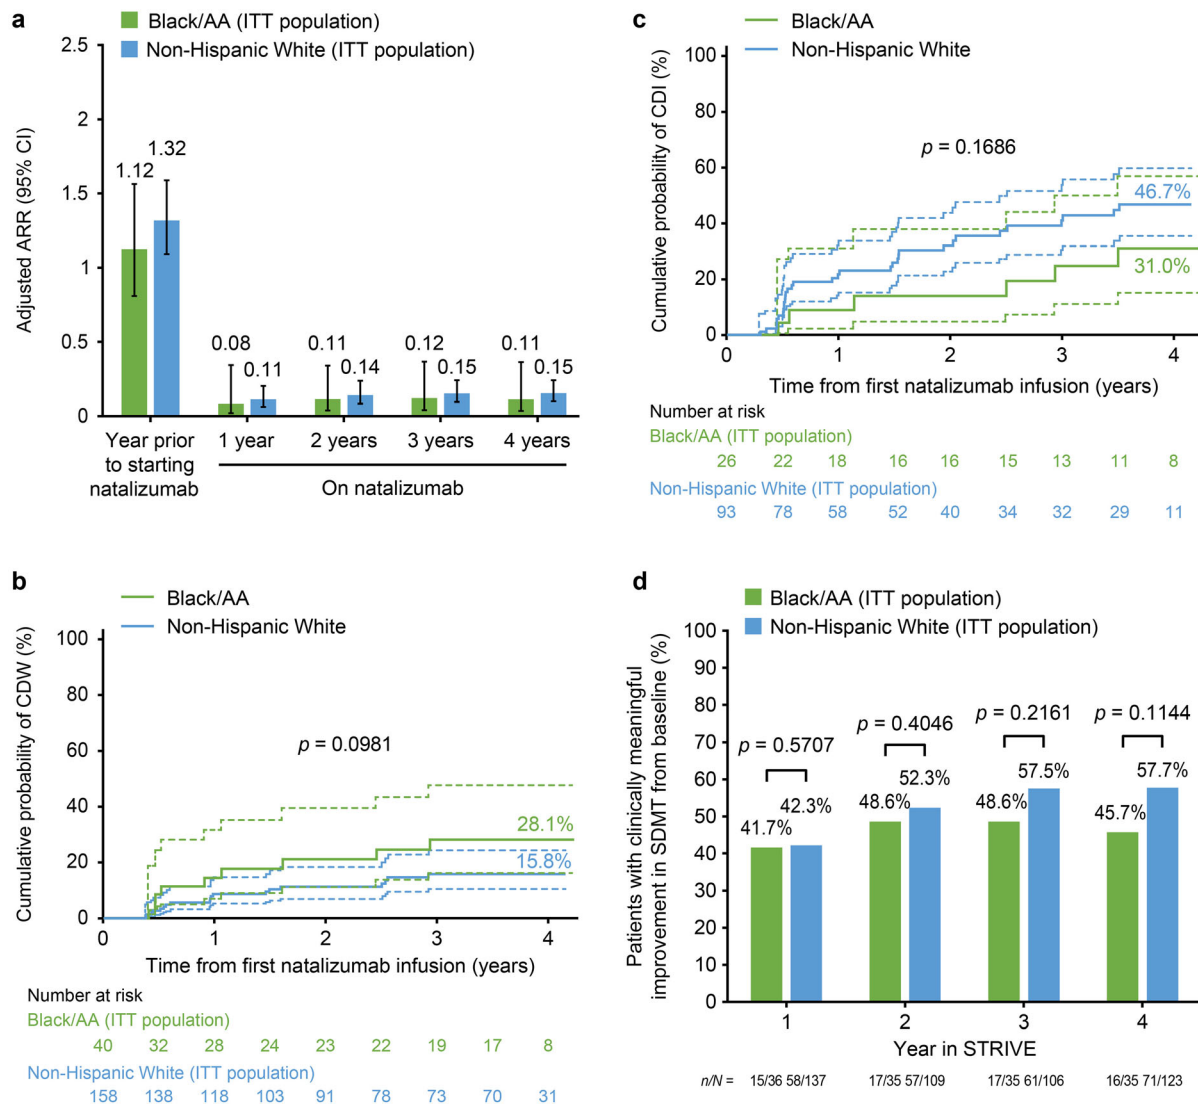 a
Black/AA (ITT population)
Non-Hispanic White (ITT population)
Adjusted ARR (95% CI)
2.5
2
1.5
1
0.5
0
1.12
1.32
0.08
0.11
0.11
0.14
0.12
0.15
0.11
0.15
Year prior
to starting
natalizumab
1 year
2 years
3 years
4 years
On natalizumab
b
Black/AA
Non-Hispanic White
Cumulative probability of CDW (%)
100
80
60
40
20
0
p = 0.0981
28.1%
15.8%
0 1 2 3 4
Time from first natalizumab infusion (years)
Number at risk
Black/AA (ITT population)
40 32 28 24 23 22 19 17 8
Non-Hispanic White (ITT population)
158 138 118 103 91 78 73 70 31
c
Black/AA
Non-Hispanic White
Cumulative probability of CDI (%)
100
80
60
40
20
0
p = 0.1686
46.7%
31.0%
0 1 2 3 4
Time from first natalizumab infusion (years)
Number at risk
Black/AA (ITT population)
26 22 18 16 16 15 13 11 8
Non-Hispanic White (ITT population)
93 78 58 52 40 34 32 29 11
d
Black/AA (ITT population)
Non-Hispanic White (ITT population)
Patients with clinically meaningful
improvement in SDMT from baseline (%)
100
90
80
70
60
50
40
30
20
10
0
p = 0.5707
p = 0.4046
p = 0.2161
p = 0.1144
41.7%
42.3%
48.6%
52.3%
48.6%
57.5%
45.7%
57.7%
1 2 3 4
Year in STRIVE
n/N = 15/36 58/137 17/35 57/109 17/35 61/106 16/35 71/123